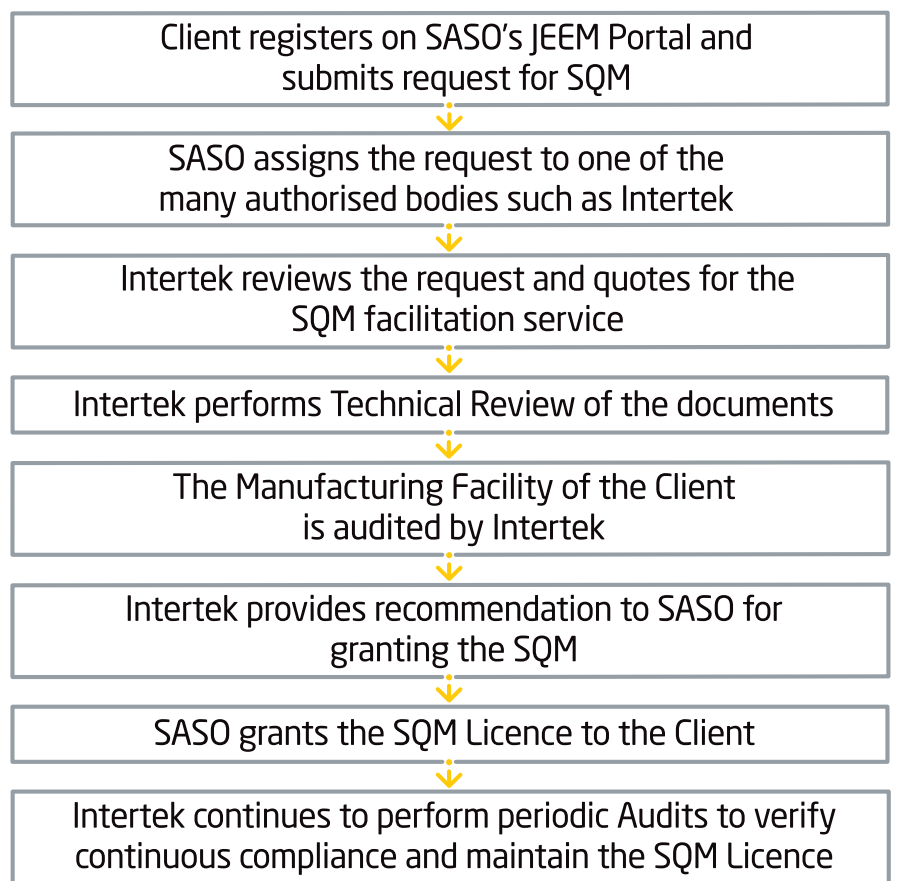 Client registers on SASO's JEEM Portal and
submits request for SQM
SASO assigns the request to one of the
many authorised bodies such as Intertek
Intertek reviews the request and quotes for the
SQM facilitation service
Intertek performs Technical Review of the documents
The Manufacturing Facility of the Client
is audited by Intertek
Intertek provides recommendation to SASO for
granting the SQM
SASO grants the SQM Licence to the Client
Intertek continues to perform periodic Audits to verify
continuous compliance and maintain the SQM Licence